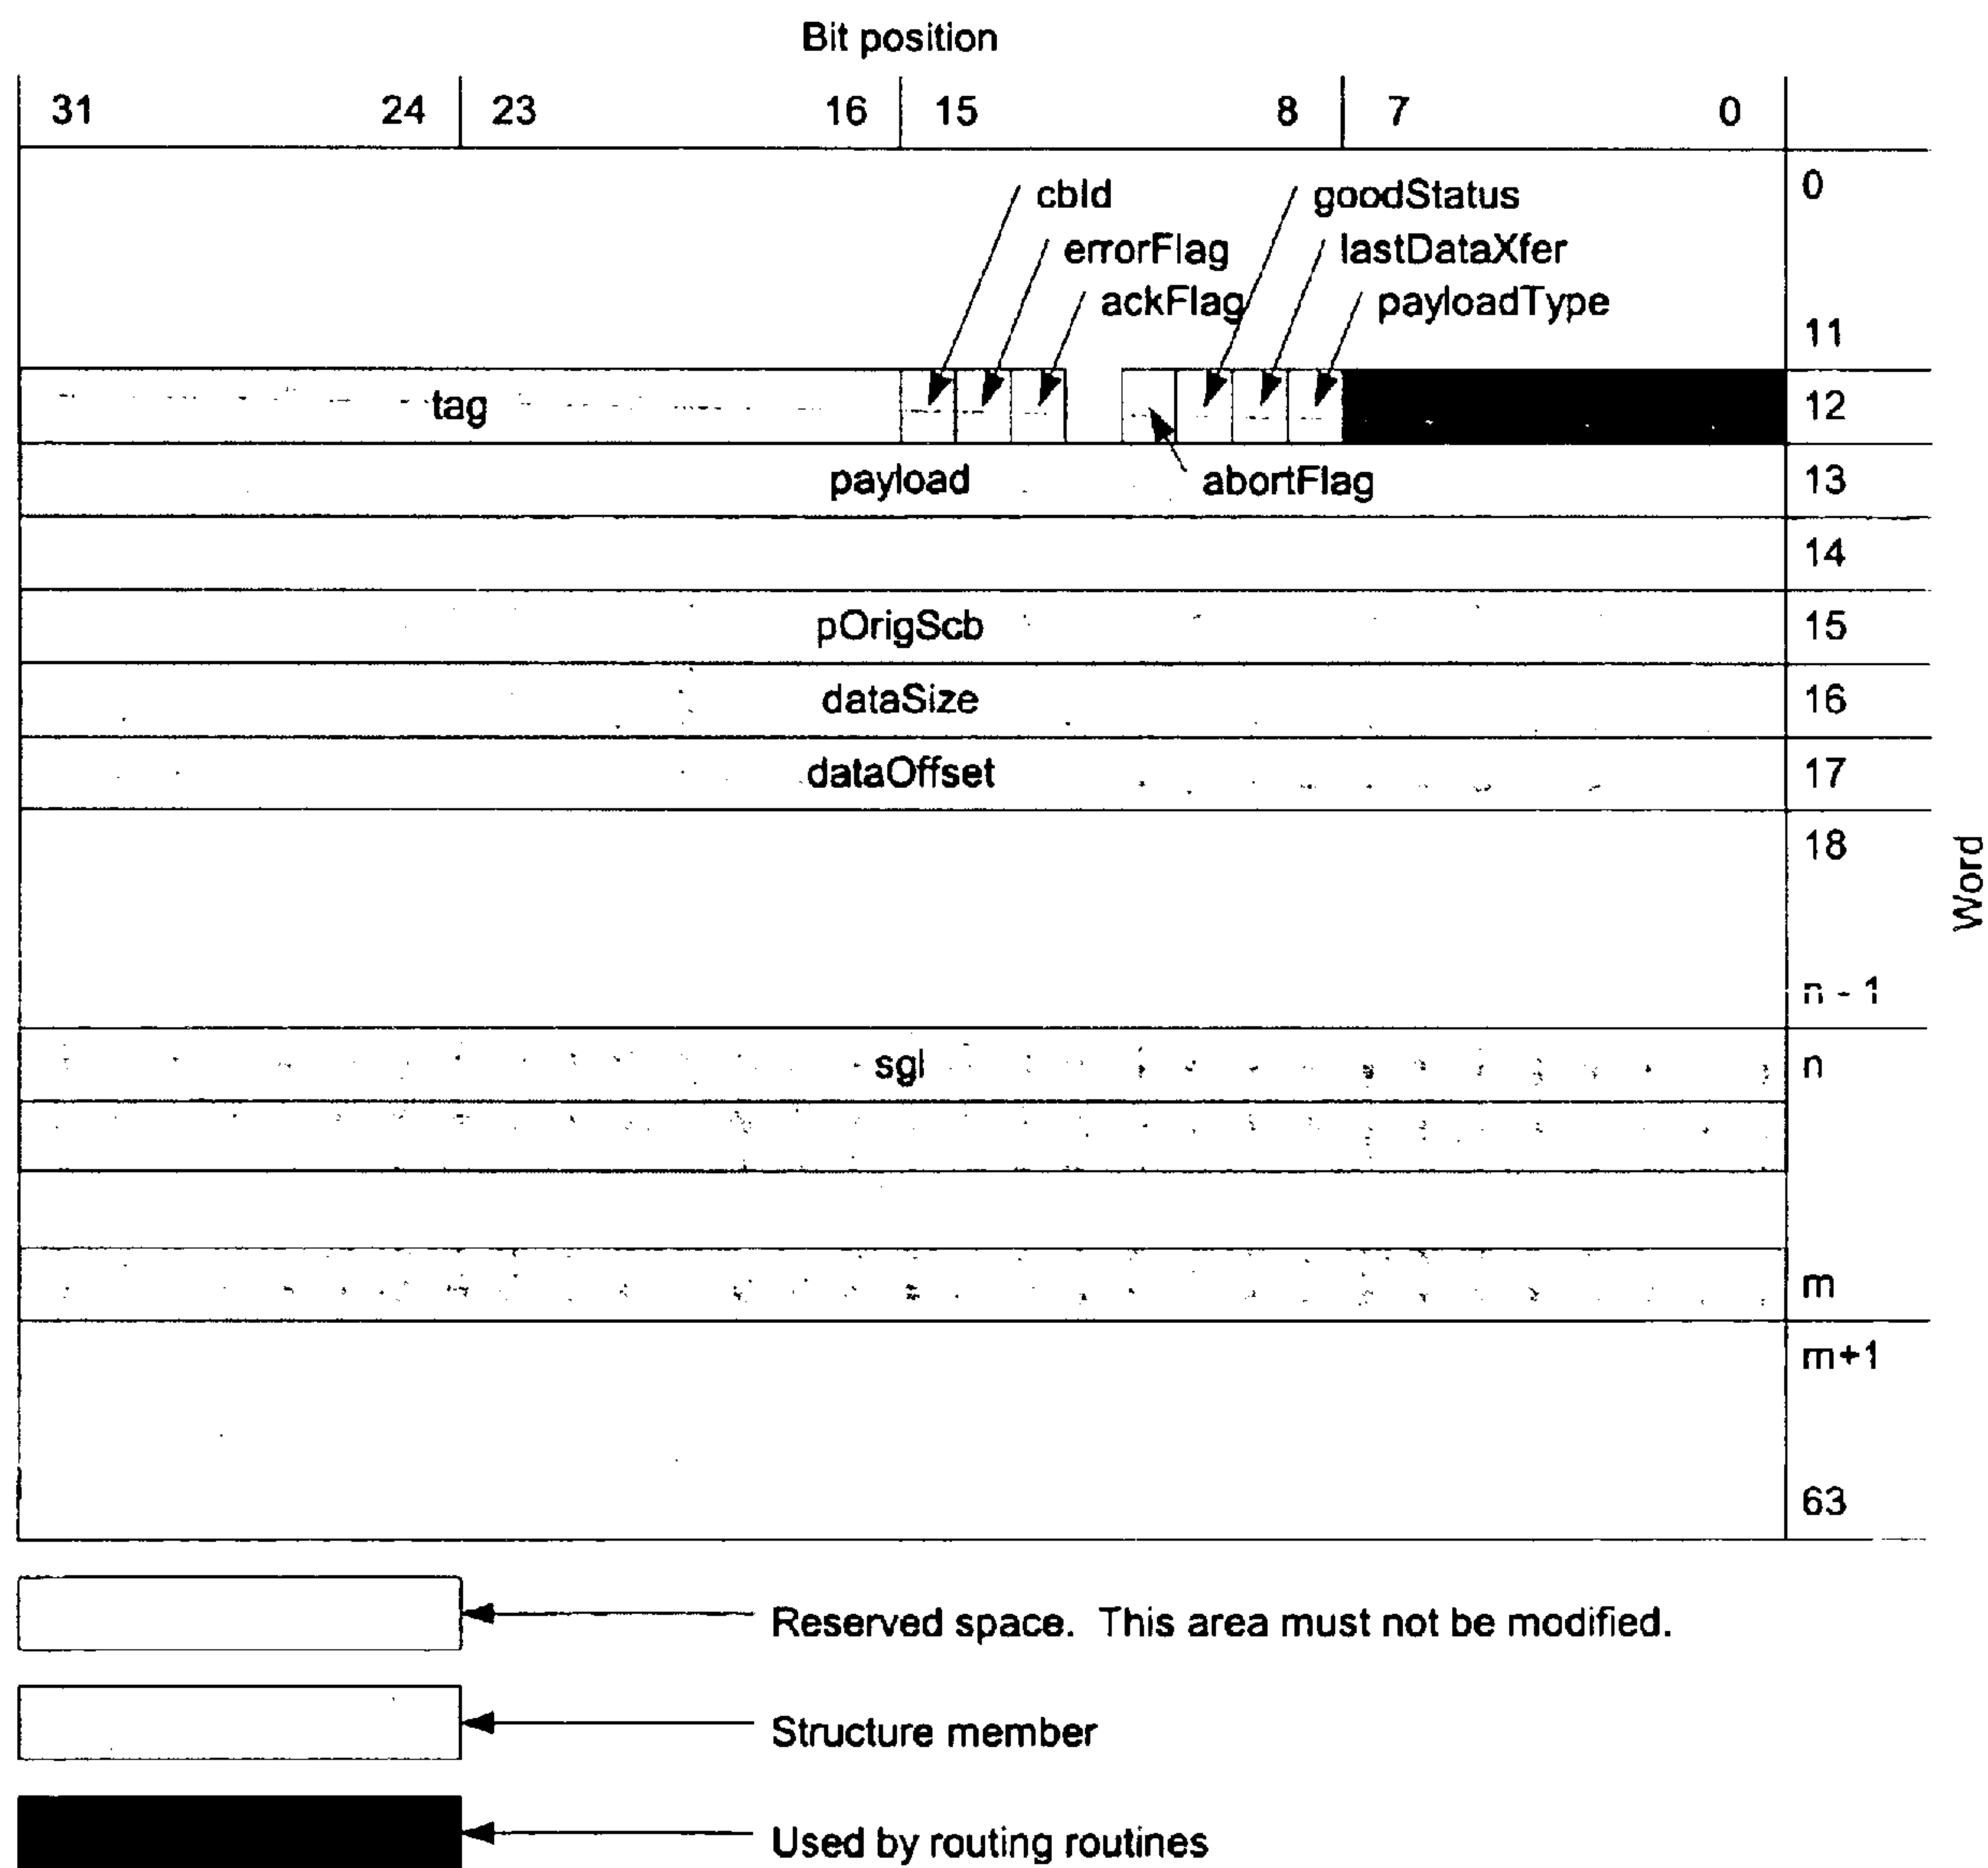 Bit position
31 24 23 16 15 8 7 0
cbId goodStatus 0
errorFlag lastDataXfer
ackFlag payloadType
11
tag 12
payload abortFlag 13
14
pOrigScb 15
dataSize 16
dataOffset 17
18
Word
n - 1
sgl n
m
m+1
63
Reserved space. This area must not be modified.
Structure member
Used by routing routines